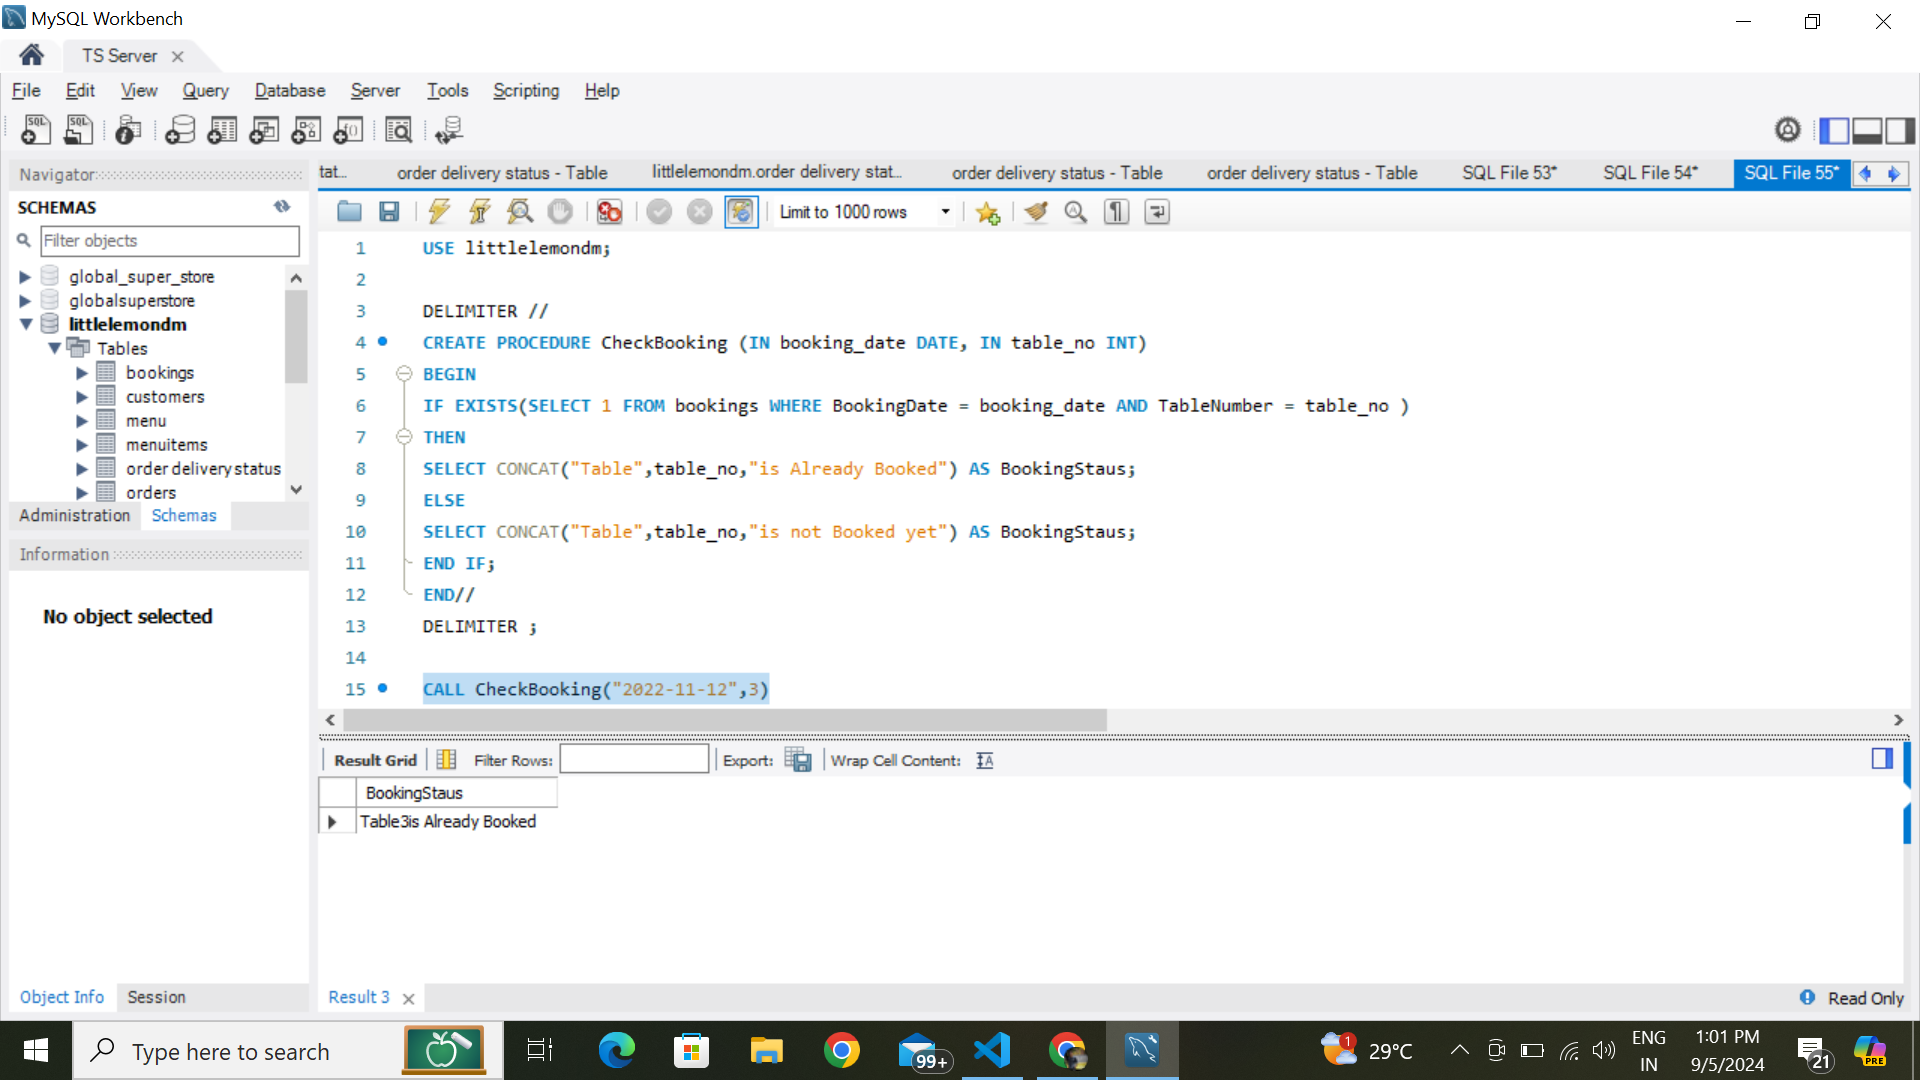 MySQL Workbench
TS Server
File Edit View Query Database Server Tools Scripting Help
Navigator
tat... order delivery status - Table littlelemondm.order delivery stat... order delivery status - Table order delivery status - Table SQL File 53* SQL File 54* SQL File 55*
SCHEMAS
Limit to 1000 rows
Filter objects
global_super_store
globalsuperstore
littlelemondm
Tables
bookings
customers
menu
menuitems
order delivery status
orders
Administration Schemas
Information
No object selected
Object Info Session
1 USE littlelemondm;
2
3 DELIMITER //
4 CREATE PROCEDURE CheckBooking (IN booking_date DATE, IN table_no INT)
5 BEGIN
6 IF EXISTS(SELECT 1 FROM bookings WHERE BookingDate = booking_date AND TableNumber = table_no )
7 THEN
8 SELECT CONCAT("Table",table_no,"is Already Booked") AS BookingStaus;
9 ELSE
10 SELECT CONCAT("Table",table_no,"is not Booked yet") AS BookingStaus;
11 END IF;
12 END//
13 DELIMITER ;
14
15 CALL CheckBooking("2022-11-12",3)
Result Grid Filter Rows: Export: Wrap Cell Content:
BookingStaus
Table3is Already Booked
Result 3
Read Only
Type here to search
99+
1
29°C
ENG
IN
1:01 PM
9/5/2024
21
PRE